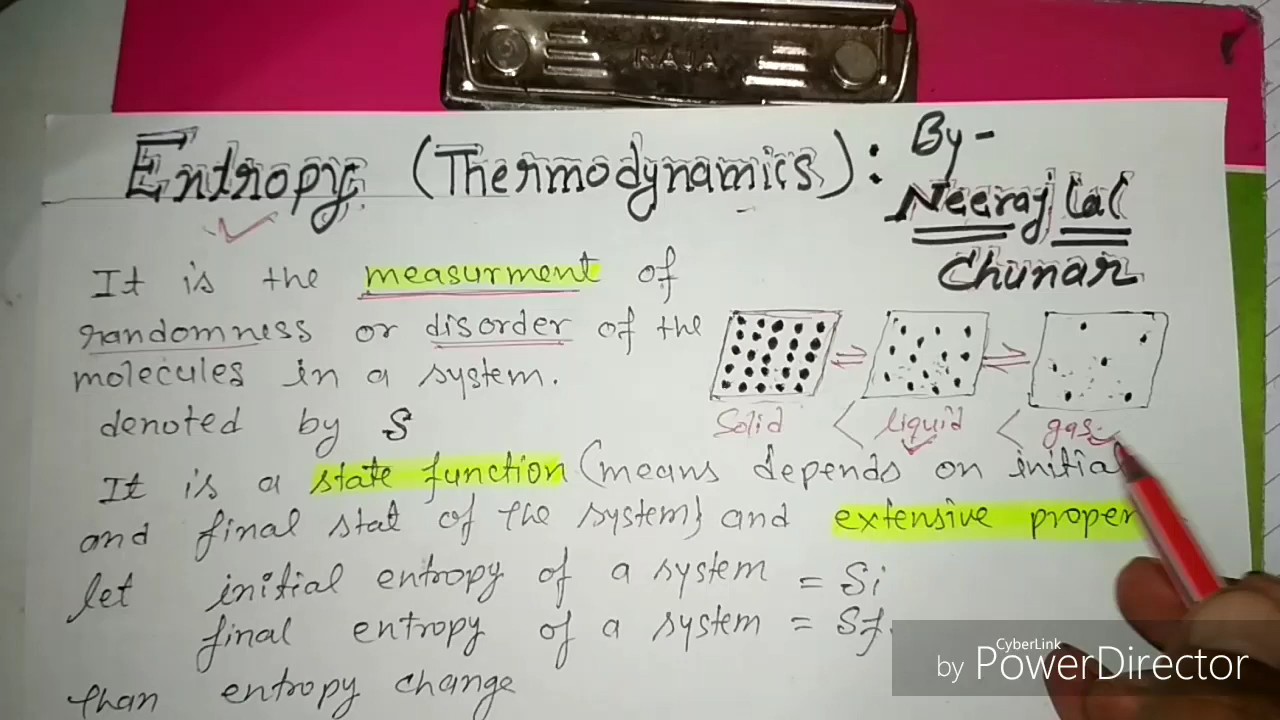 RAJA
Entropy (Thermodynamics) :
By -
Neeraj Lal
Chunar
It is the measurment of
randomness or disorder of the
molecules in a system.
denoted by S
Solid < liquid < gas
It is a state function (means depends on initial
and final stat of the system) and extensive proper
let initial entropy of a system = Si
final entropy of a system = Sf.
than entropy change
CyberLink
by PowerDirector